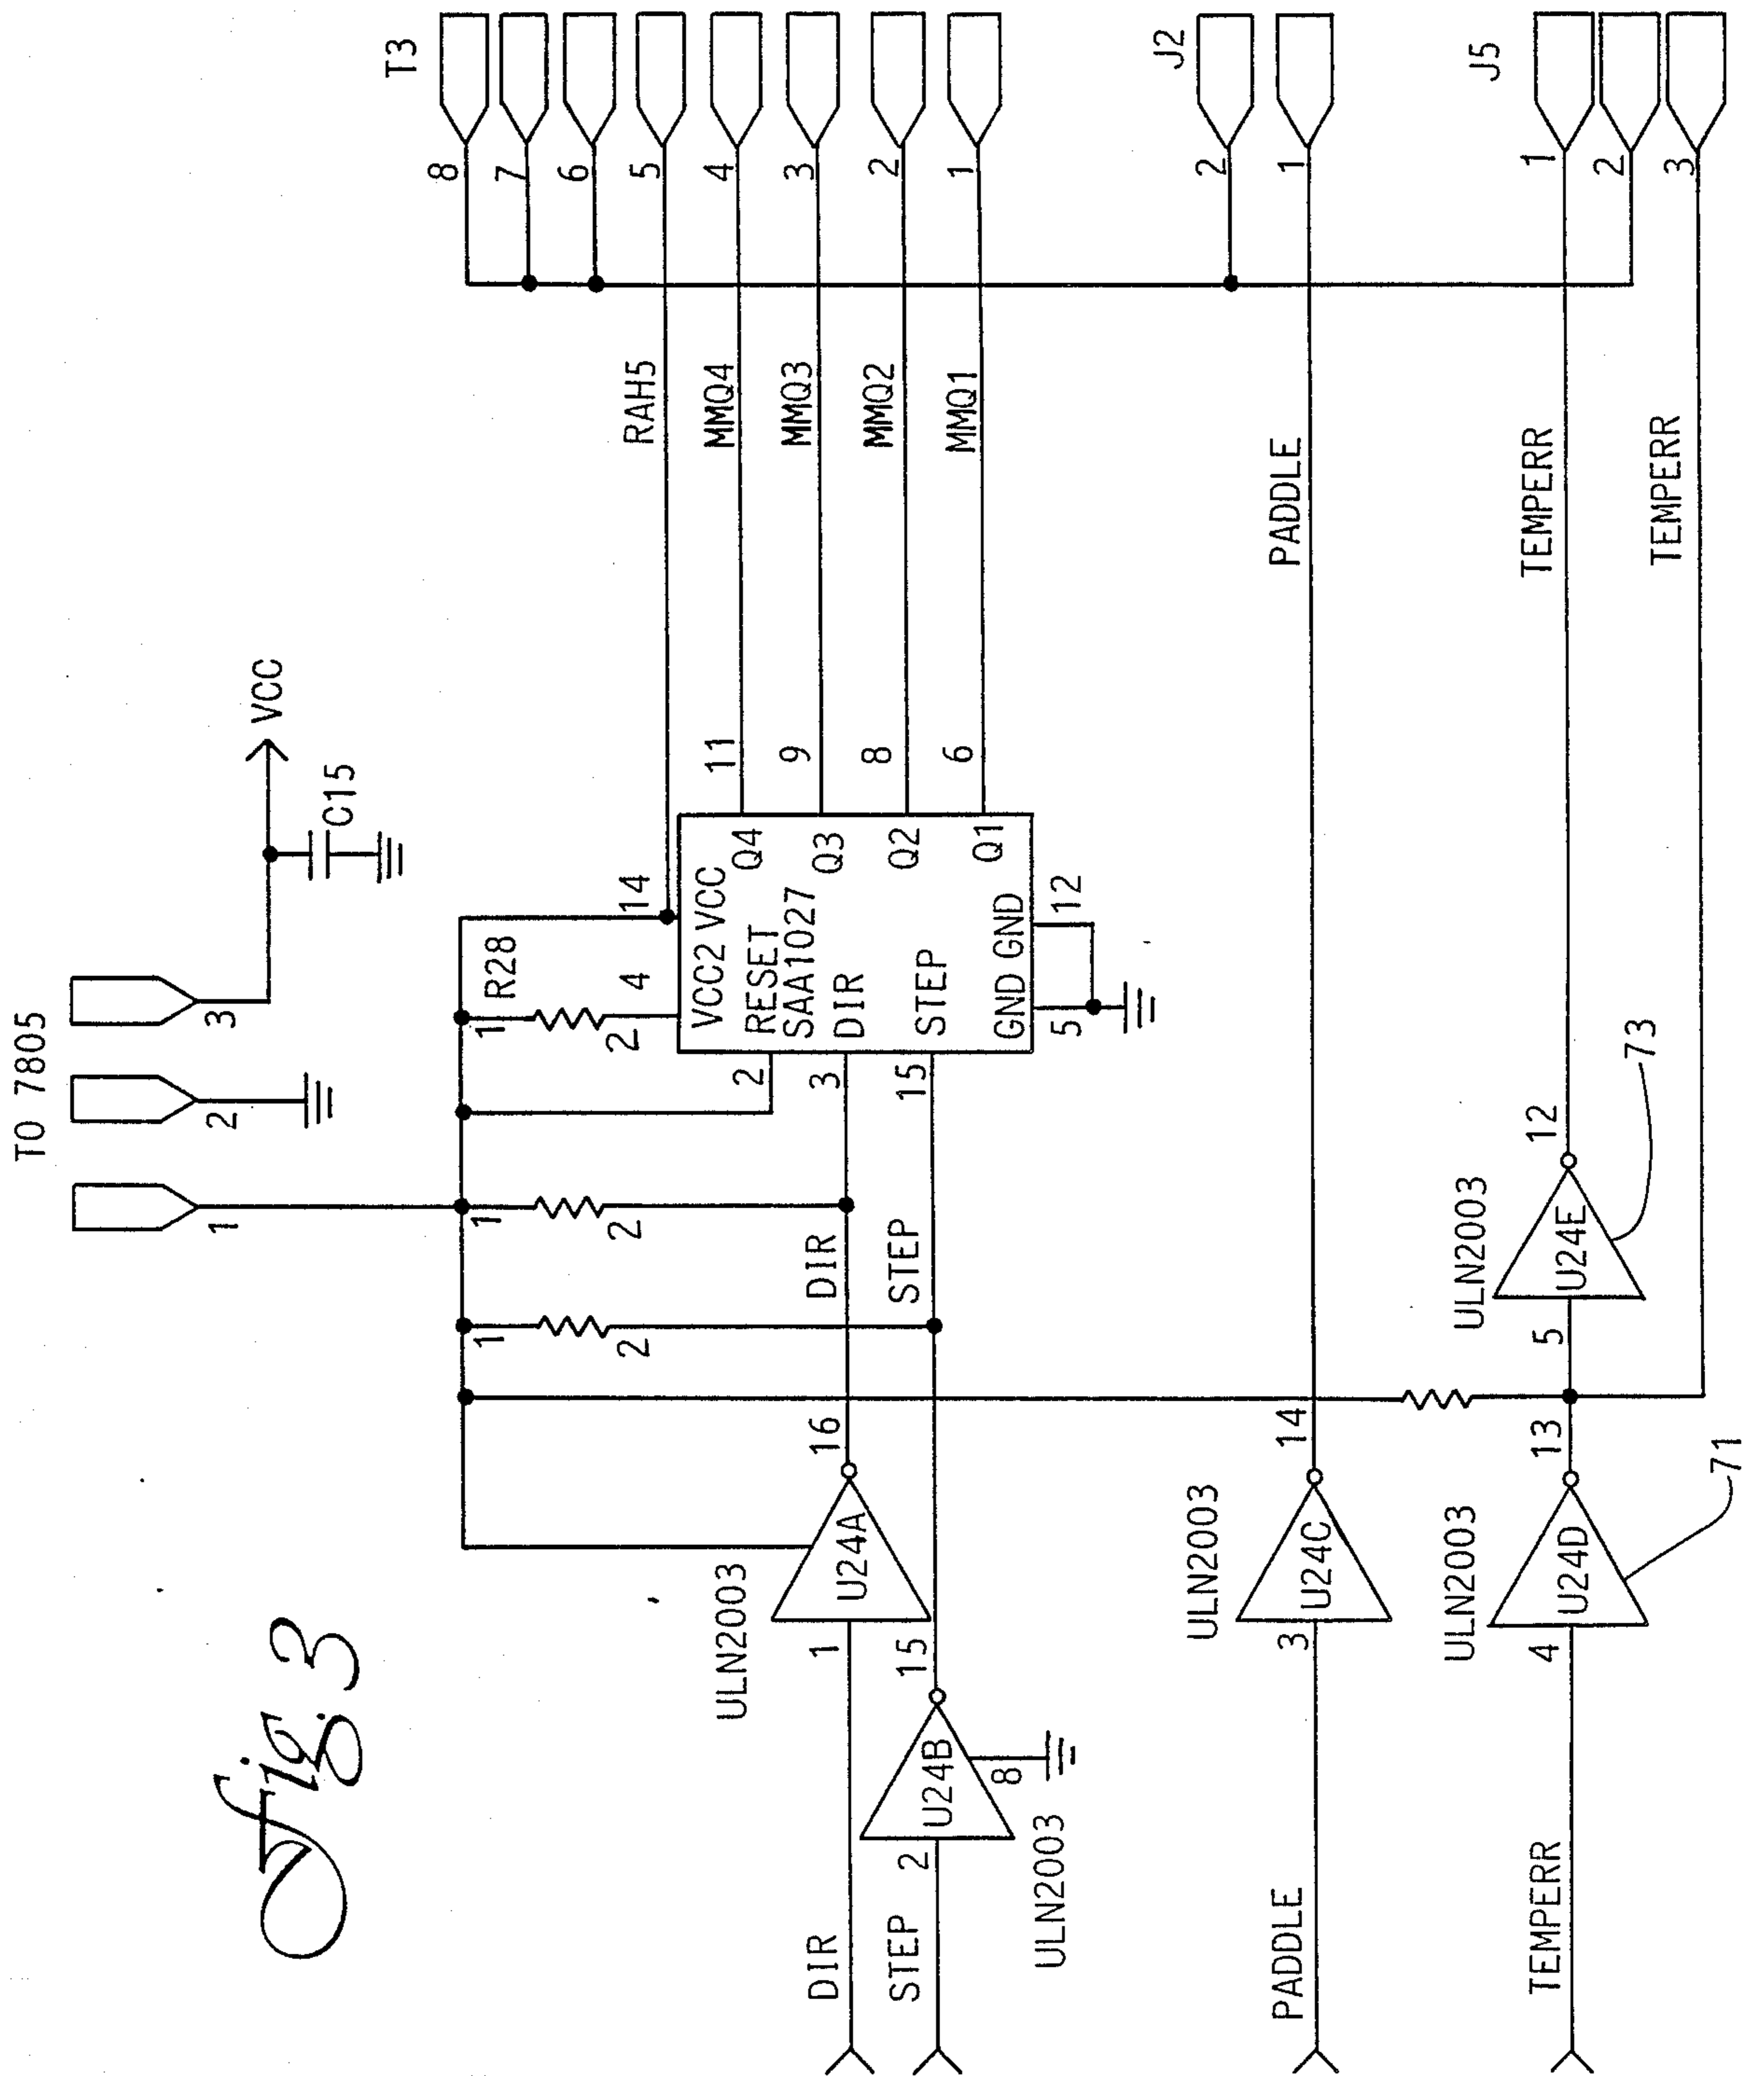 Fig. 3
TO 7805
1
2
3
VCC
C15
T3
8
7
6
5
4
3
2
1
RAH5
MMQ4
MMQ3
MMQ2
MMQ1
1
2
1
2
1
2
R28
4
14
VCC2 VCC
RESET
SAA1027
DIR
STEP
GND GND
Q4
Q3
Q2
Q1
11
9
8
6
2
3
15
5
12
DIR
STEP
ULN2003
U24A
1
16
DIR
STEP
2
U24B
15
8
ULN2003
J2
2
1
PADDLE
ULN2003
3
U24C
14
PADDLE
J5
1
2
3
TEMPERR
ULN2003
4
U24D
13
71
ULN2003
5
U24E
12
73
TEMPERR
TEMPERR